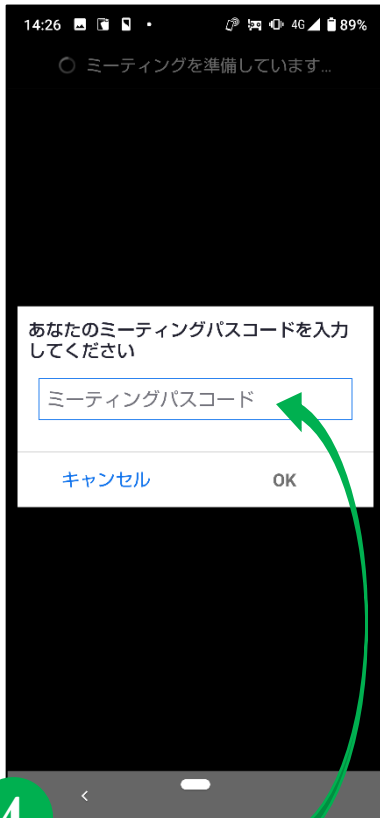 14:26 4G 89%
ミーティングを準備しています...
あなたのミーティングパスコードを入力
してください
ミーティングパスコード
キャンセル OK
4